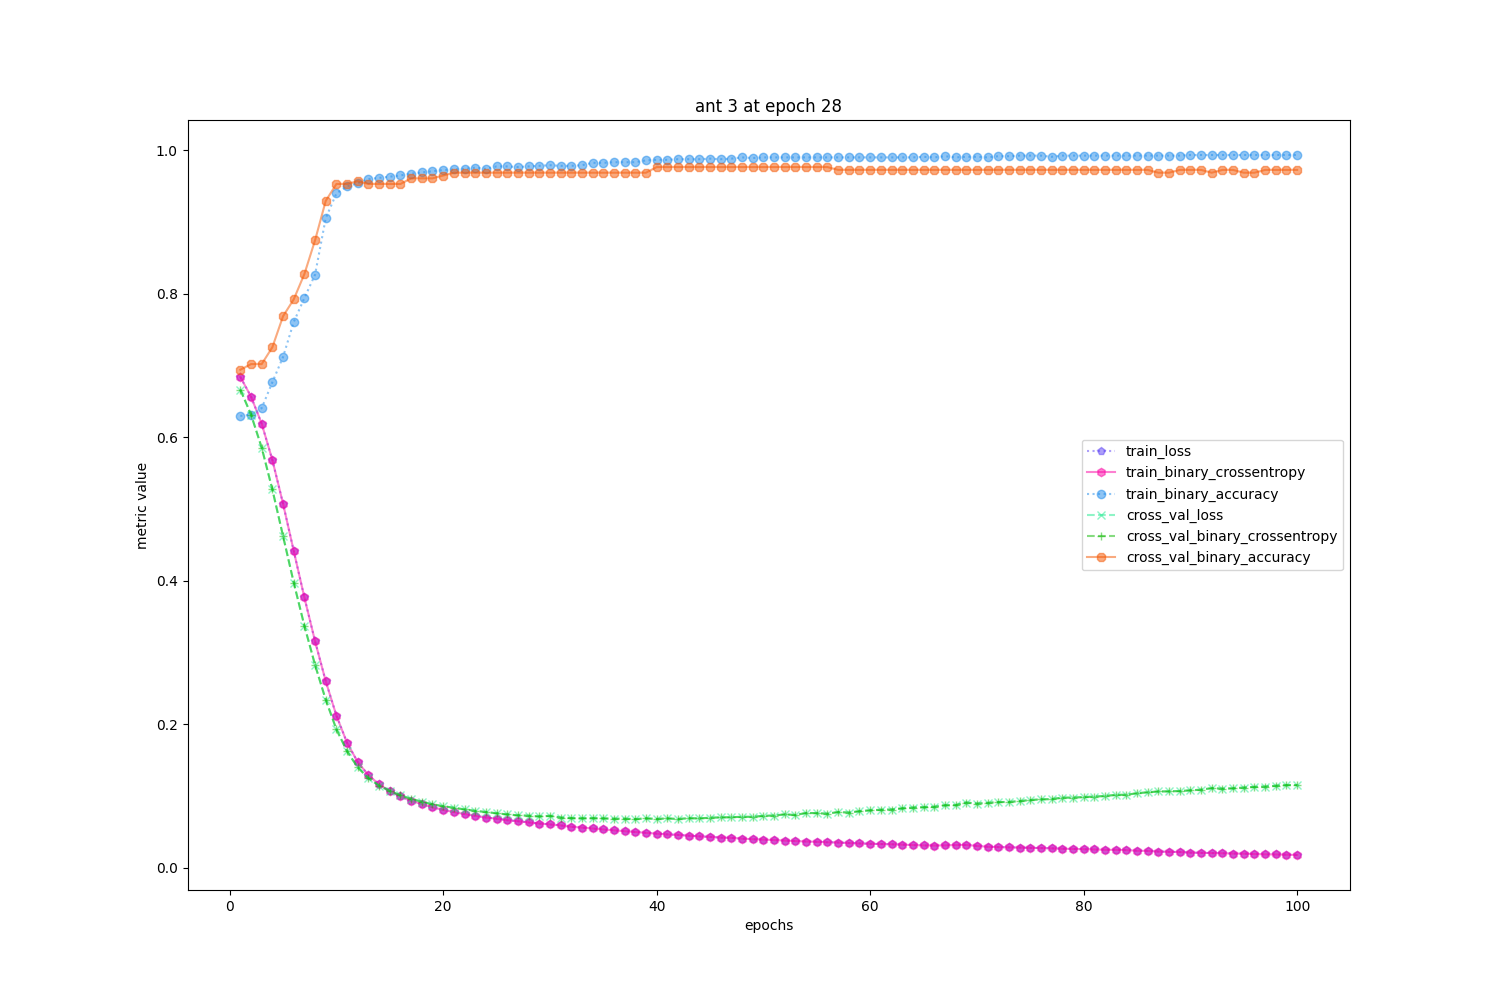 ant 3 at epoch 28
1.0
0.8
0.6
0.4
0.2
0.0
metric value
train_loss
train_binary_crossentropy
train_binary_accuracy
cross_val_loss
cross_val_binary_crossentropy
cross_val_binary_accuracy
0 20 40 60 80 100
epochs